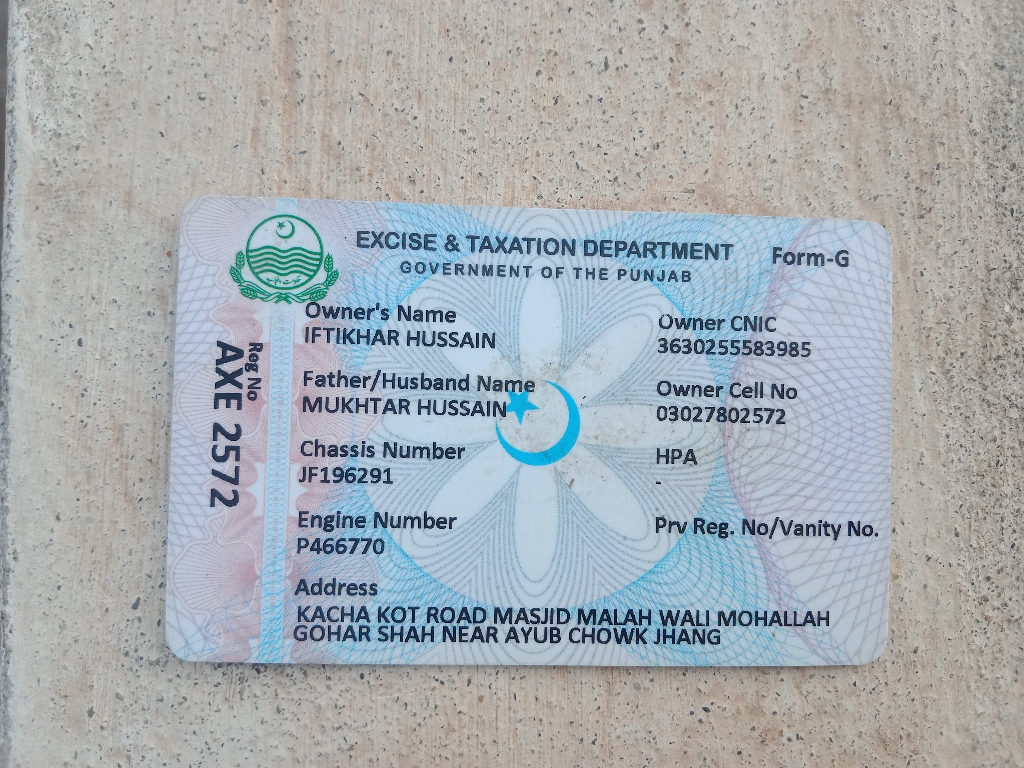 EXCISE & TAXATION DEPARTMENT
Form-G
GOVERNMENT OF THE PUNJAB
Owner's Name
IFTIKHAR HUSSAIN
Owner CNIC
3630255583985
Father/Husband Name
MUKHTAR HUSSAIN
Owner Cell No
03027802572
Chassis Number
JF196291
HPA
-
Engine Number
P466770
Prv Reg. No/Vanity No.
Address
KACHA KOT ROAD MASJID MALAH WALI MOHALLAH
GOHAR SHAH NEAR AYUB CHOWK JHANG
Reg No
AXE 2572